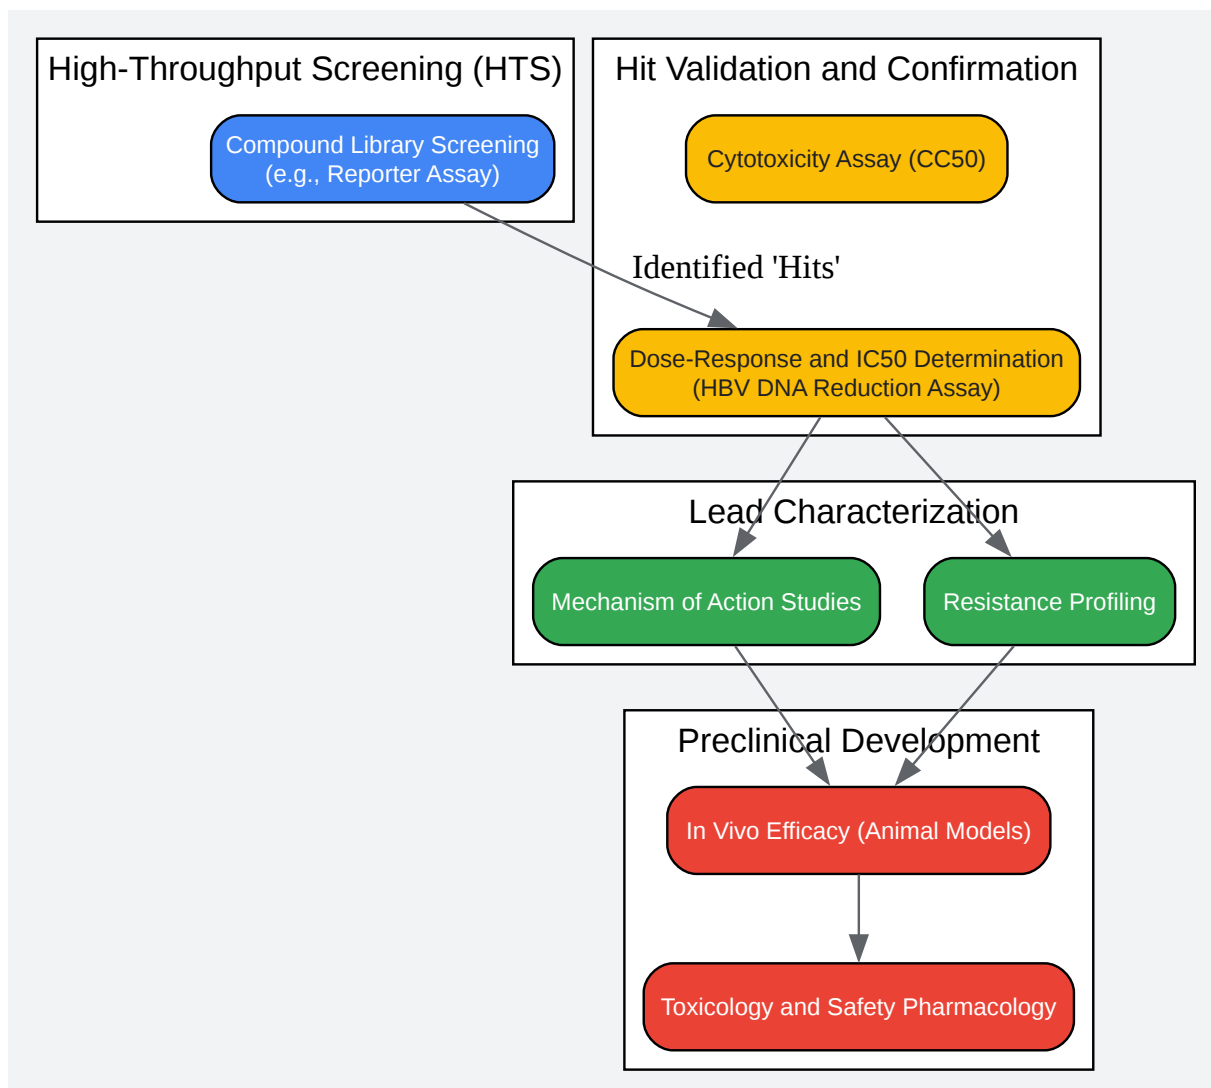 High-Throughput Screening (HTS)
Compound Library Screening
(e.g., Reporter Assay)
Hit Validation and Confirmation
Cytotoxicity Assay (CC50)
Identified 'Hits'
Dose-Response and IC50 Determination
(HBV DNA Reduction Assay)
Lead Characterization
Mechanism of Action Studies
Resistance Profiling
Preclinical Development
In Vivo Efficacy (Animal Models)
Toxicology and Safety Pharmacology